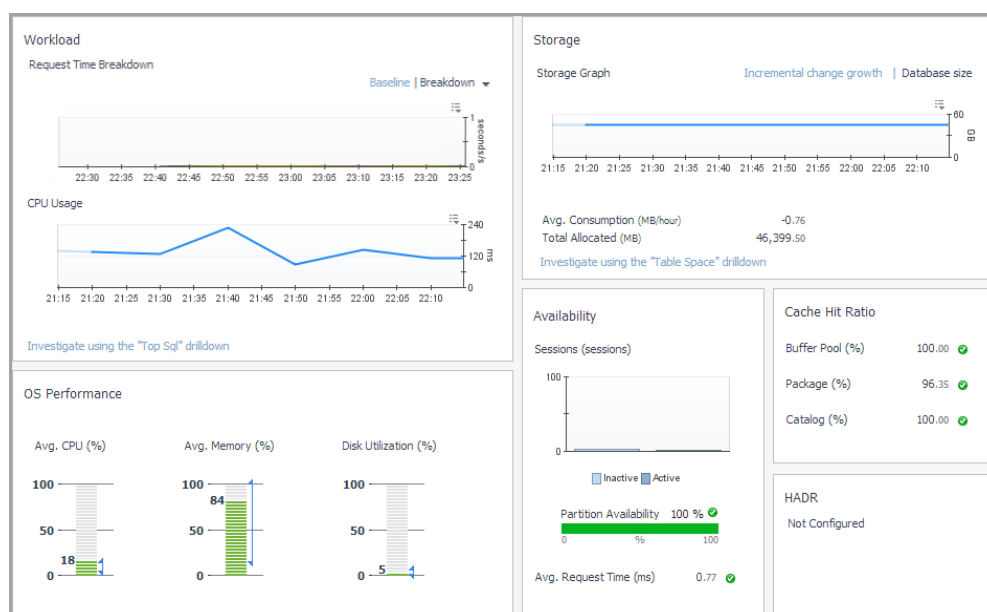 Workload
Request Time Breakdown
Baseline | Breakdown
1
seconds/s
0
22:30 22:35 22:40 22:45 22:50 22:55 23:00 23:05 23:10 23:15 23:20 23:25
CPU Usage
240
120
ms
0
21:15 21:20 21:25 21:30 21:35 21:40 21:45 21:50 21:55 22:00 22:05 22:10
Investigate using the "Top Sql" drilldown
OS Performance
Avg. CPU (%) Avg. Memory (%) Disk Utilization (%)
100 100 100
84
50 50 50
18 5
0 0 0
Storage
Storage Graph Incremental change growth | Database size
60
GB
0
21:15 21:20 21:25 21:30 21:35 21:40 21:45 21:50 21:55 22:00 22:05 22:10
Avg. Consumption (MB/hour) -0.76
Total Allocated (MB) 46,399.50
Investigate using the "Table Space" drilldown
Availability
Sessions (sessions)
100
0
Inactive Active
Partition Availability 100 %
0 % 100
Avg. Request Time (ms) 0.77
Cache Hit Ratio
Buffer Pool (%) 100.00
Package (%) 96.35
Catalog (%) 100.00
HADR
Not Configured